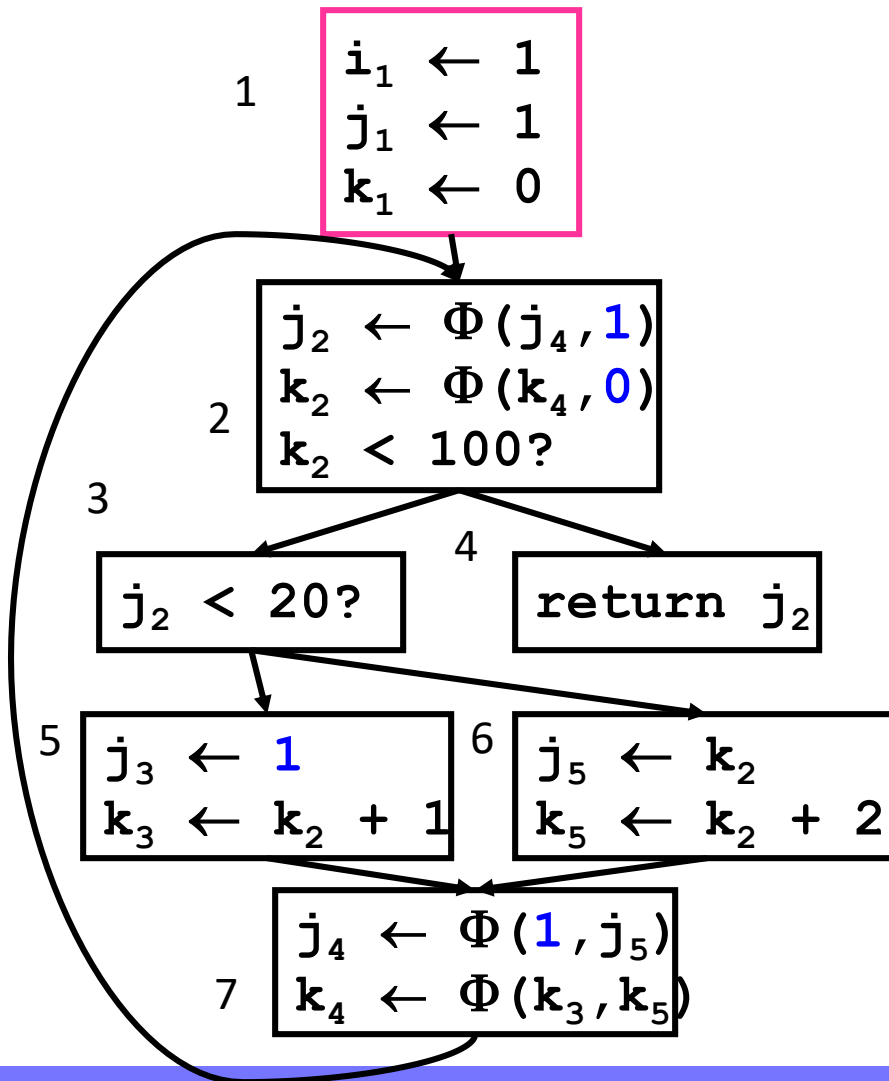 1
i₁ ← 1
j₁ ← 1
k₁ ← 0
2
j₂ ← Φ(j₄,1)
k₂ ← Φ(k₄,0)
k₂ < 100?
3
j₂ < 20?
4
return j₂
5
j₃ ← 1
k₃ ← k₂ + 1
6
j₅ ← k₂
k₅ ← k₂ + 2
7
j₄ ← Φ(1,j₅)
k₄ ← Φ(k₃,k₅)